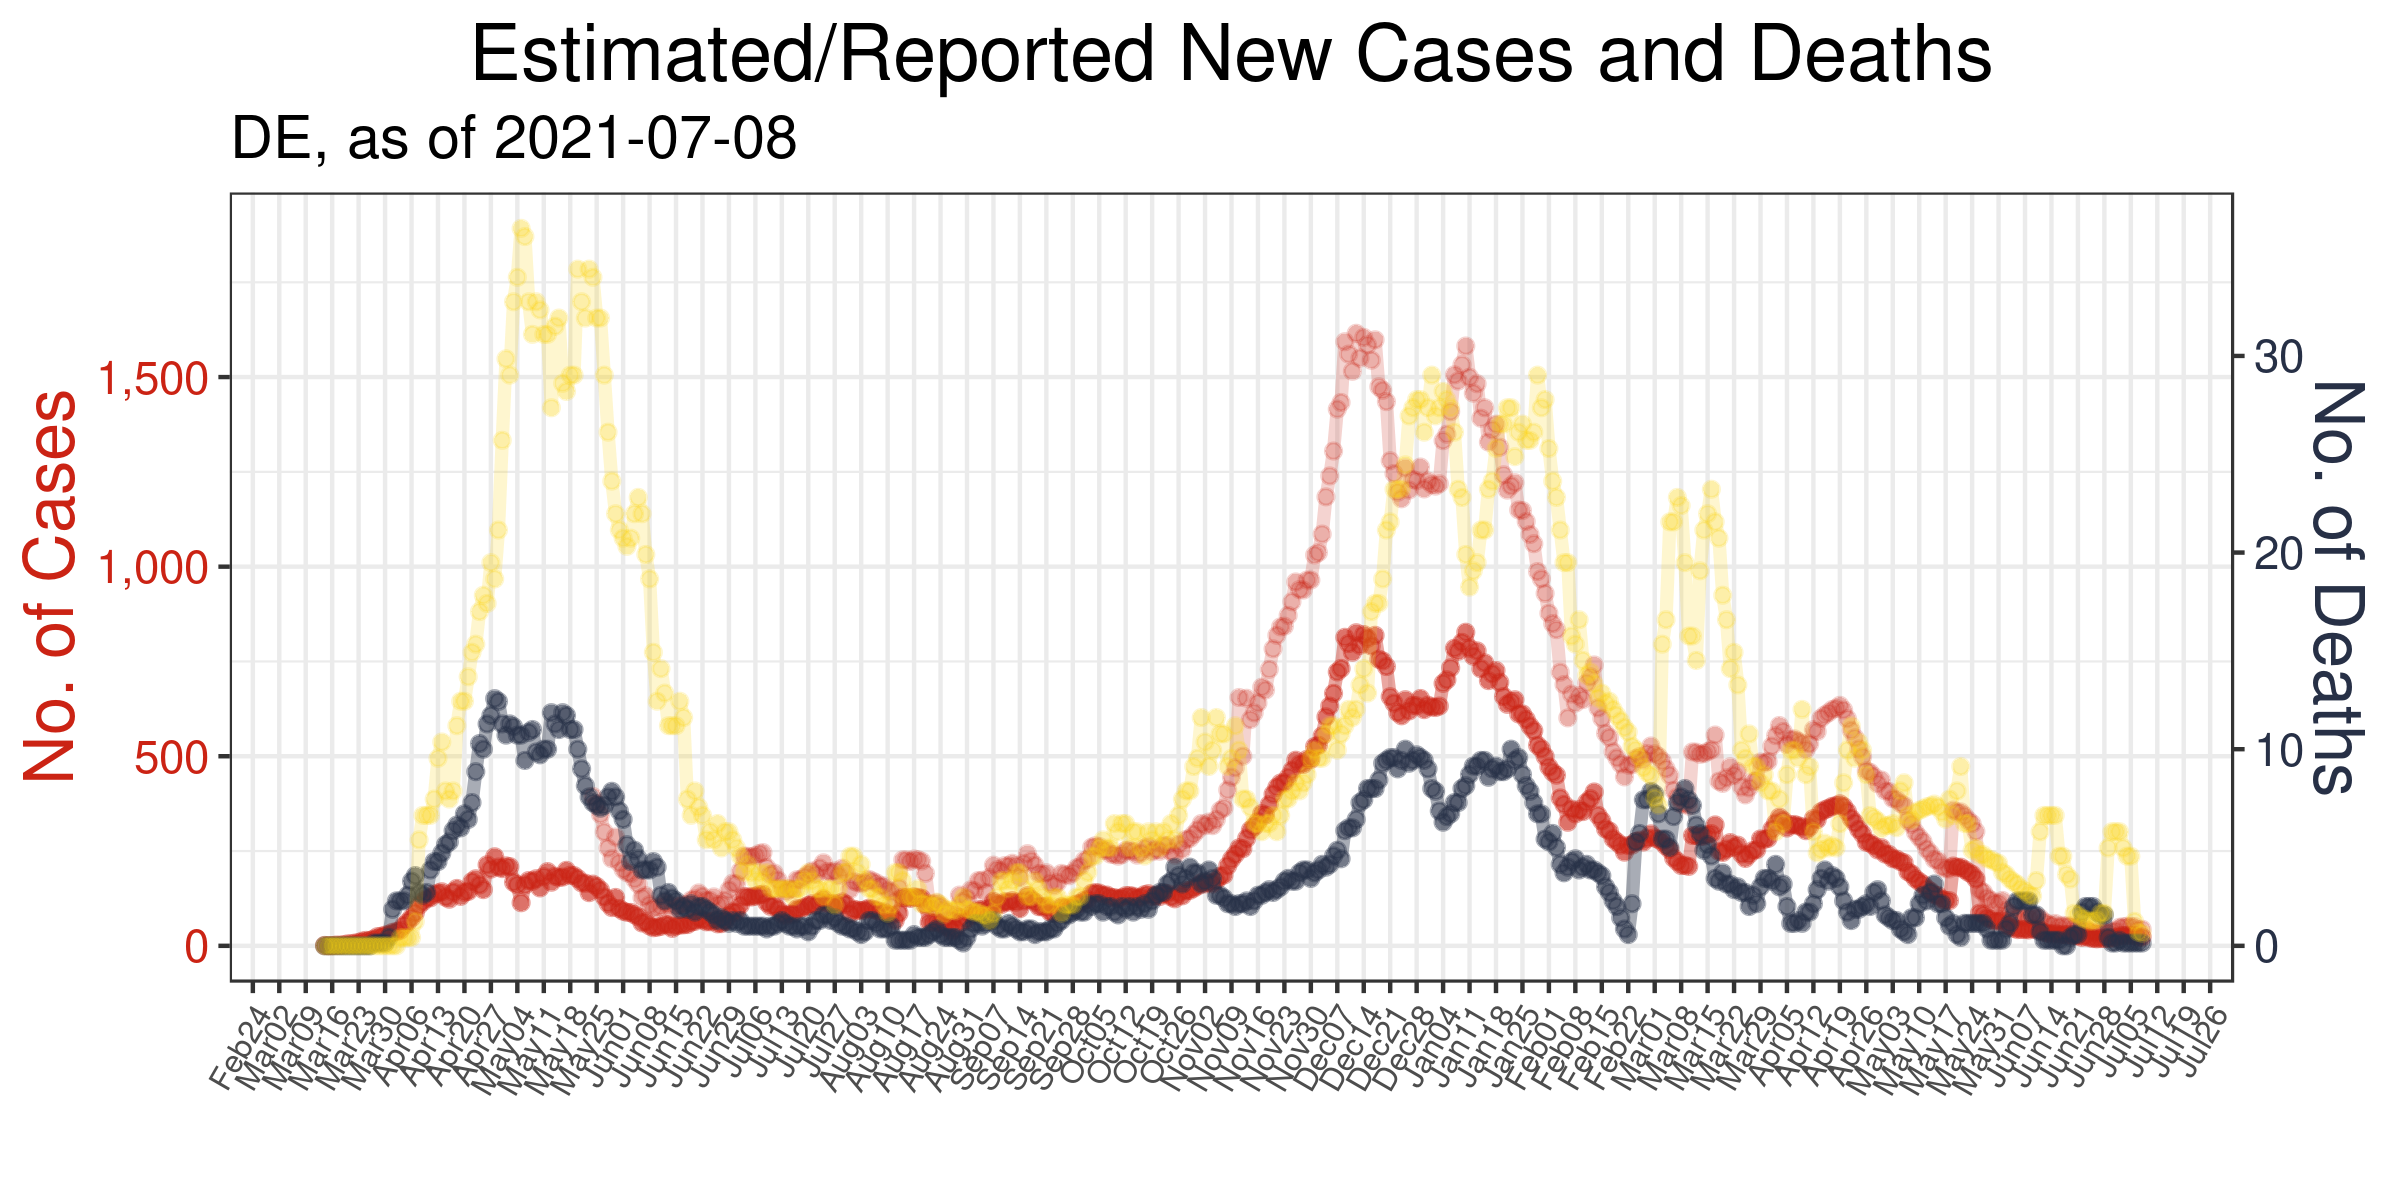 Estimated/Reported New Cases and Deaths
DE, as of 2021-07-08
No. of Cases
1,500
1,000
500
0
30
20
10
0
No. of Deaths
Feb24
Mar02
Mar09
Mar16
Mar23
Mar30
Apr06
Apr13
Apr20
Apr27
May04
May11
May18
May25
Jun01
Jun08
Jun15
Jun22
Jun29
Jul06
Jul13
Jul20
Jul27
Aug03
Aug10
Aug17
Aug24
Aug31
Sep07
Sep14
Sep21
Sep28
Oct05
Oct12
Oct19
Oct26
Nov02
Nov09
Nov16
Nov23
Nov30
Dec07
Dec14
Dec21
Dec28
Jan04
Jan11
Jan18
Jan25
Feb01
Feb08
Feb15
Feb22
Mar01
Mar08
Mar15
Mar22
Mar29
Apr05
Apr12
Apr19
Apr26
May03
May10
May17
May24
May31
Jun07
Jun14
Jun21
Jun28
Jul05
Jul12
Jul19
Jul26